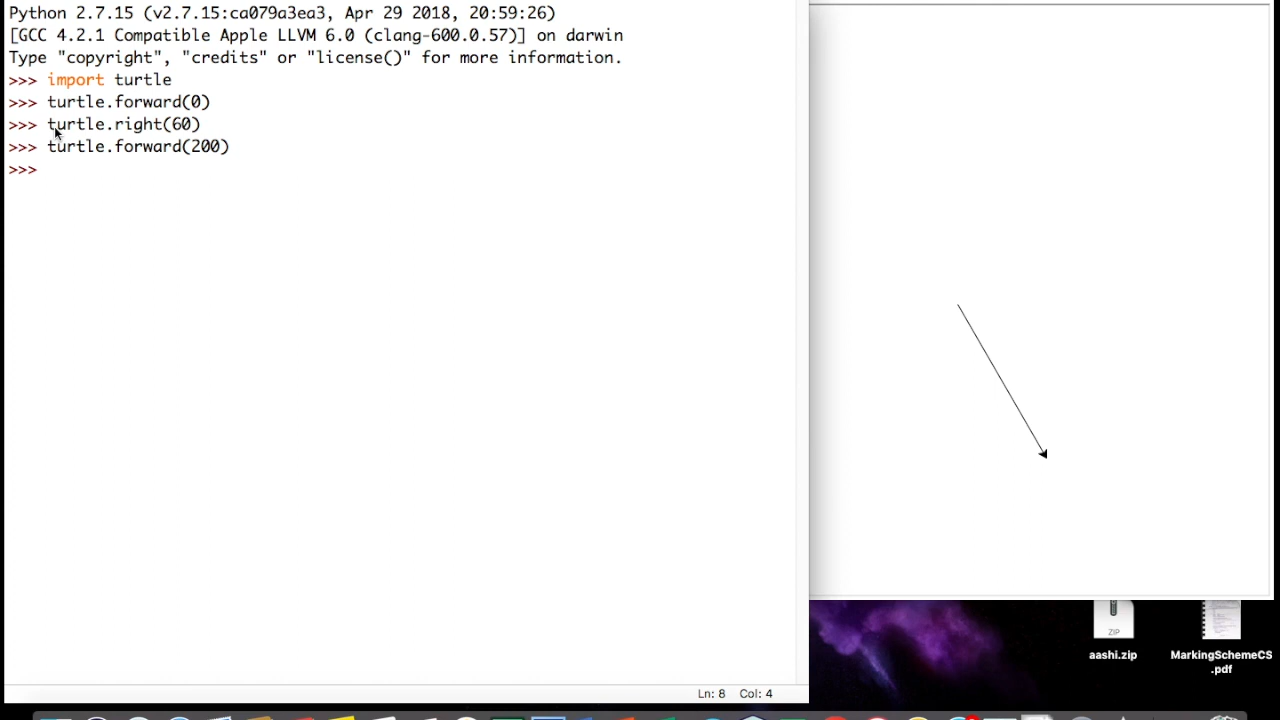 Python 2.7.15 (v2.7.15:ca079a3ea3, Apr 29 2018, 20:59:26)
[GCC 4.2.1 Compatible Apple LLVM 6.0 (clang-600.0.57)] on darwin
Type "copyright", "credits" or "license()" for more information.
>>> import turtle
>>> turtle.forward(0)
>>> turtle.right(60)
>>> turtle.forward(200)
>>>
ZIP
aashi.zip
MarkingSchemeCS
.pdf
Ln: 8 Col: 4